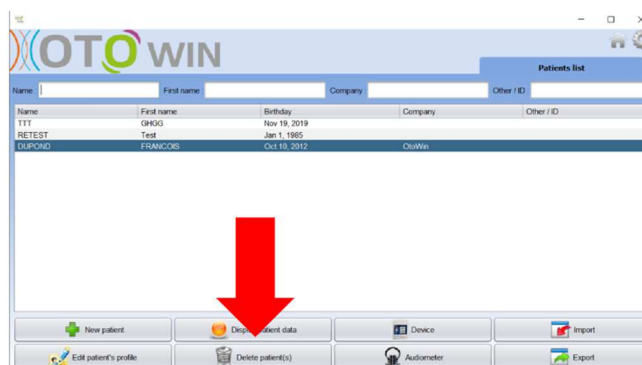 OTO WIN
Patients list
Name First name Company Other / ID
Name First name Birthday Company Other / ID
TTT GHGG Nov 19, 2019
RETEST Test Jan 1, 1985
DUPOND FRANCOIS Oct 10, 2012 OtoWin
New patient patient data Device Import
Edit patient's profile Delete patient(s) Audiometer Export